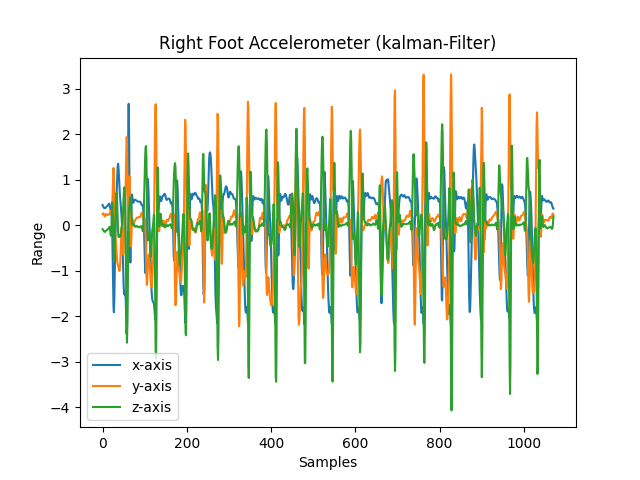 Right Foot Accelerometer (kalman-Filter)
Range
3
2
1
0
−1
−2
−3
−4
x-axis
y-axis
z-axis
0 200 400 600 800 1000
Samples